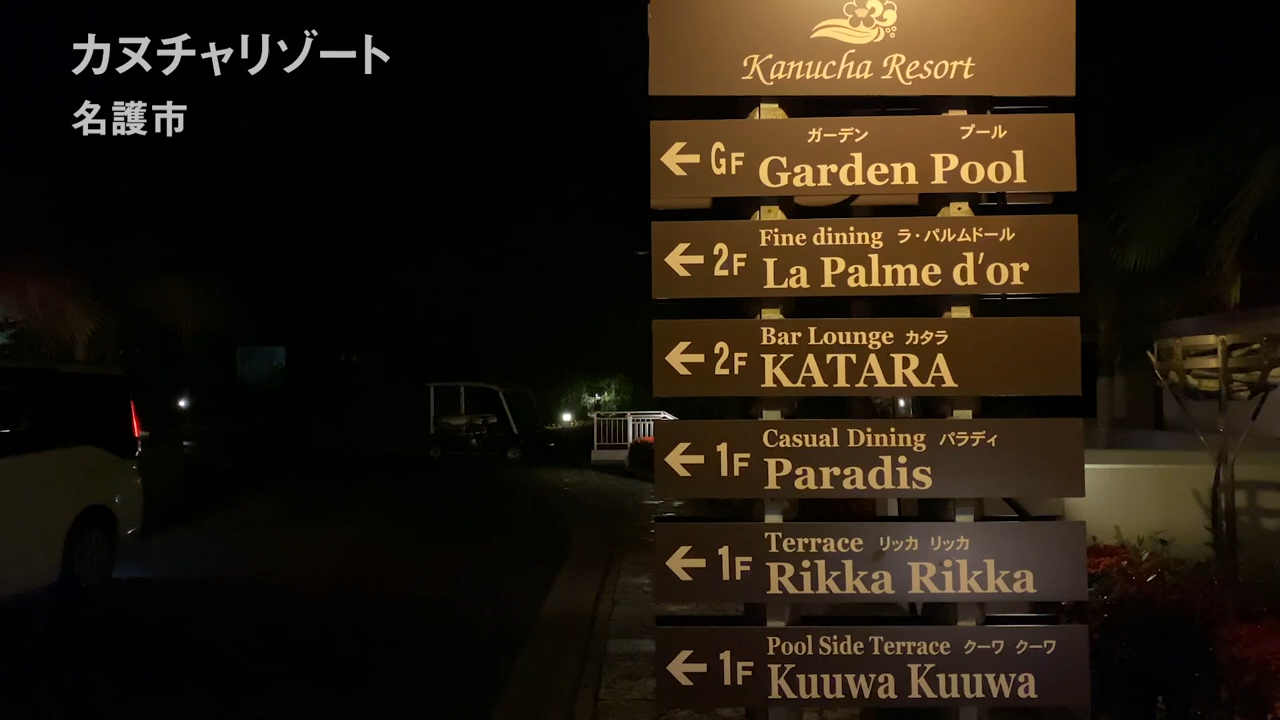 カヌチャリゾート
名護市
Kanucha Resort
ガーデン プール
← GF Garden Pool
Fine dining ラ・パルムドール
← 2F La Palme d'or
Bar Lounge カタラ
← 2F KATARA
Casual Dining パラディ
← 1F Paradis
Terrace リッカ リッカ
← 1F Rikka Rikka
Pool Side Terrace クーワ クーワ
← 1F Kuuwa Kuuwa